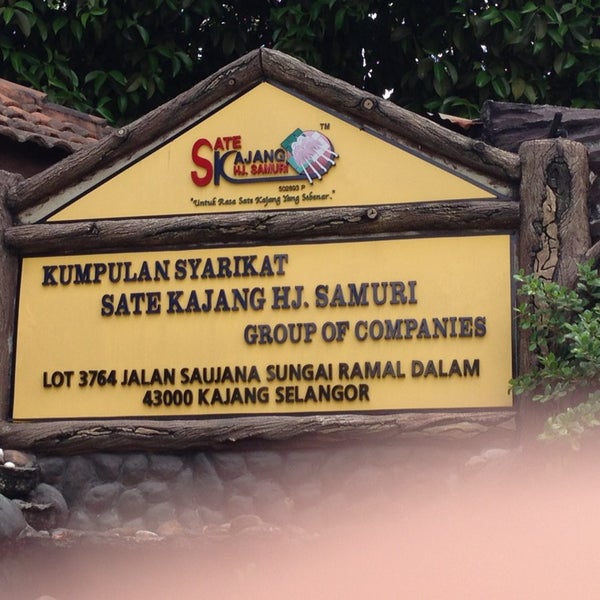 SATE
KAJANG
HJ. SAMURI
TM
502893 P
"Untuk Rasa Sate Kajang Yang Sebenar."
KUMPULAN SYARIKAT
SATE KAJANG HJ. SAMURI
GROUP OF COMPANIES
LOT 3764 JALAN SAUJANA SUNGAI RAMAL DALAM
43000 KAJANG SELANGOR